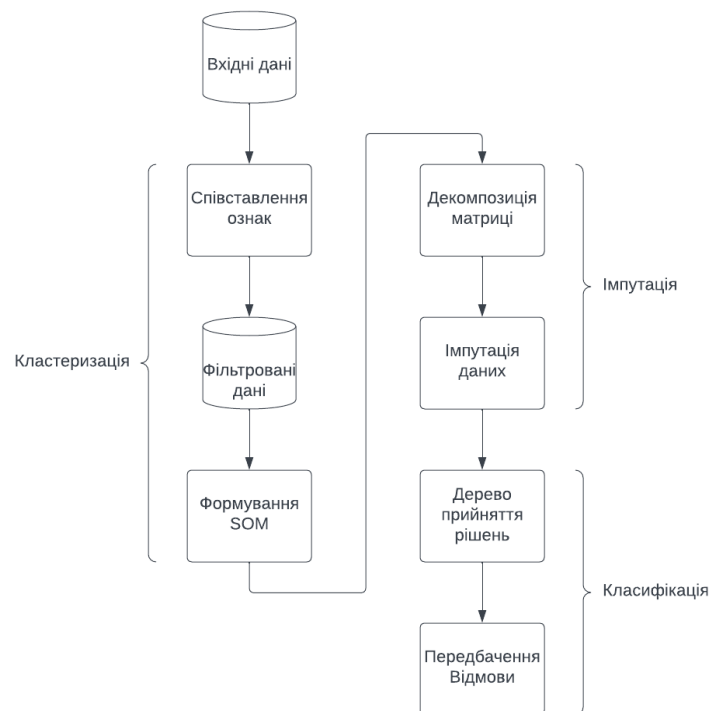 Вхідні дані
Співставлення
ознак
Кластеризація
Фільтровані
дані
Формування
SOM
Декомпозиція
матриці
Імпутація
Імпутація
даних
Дерево
прийняття
рішень
Класифікація
Передбачення
Відмови